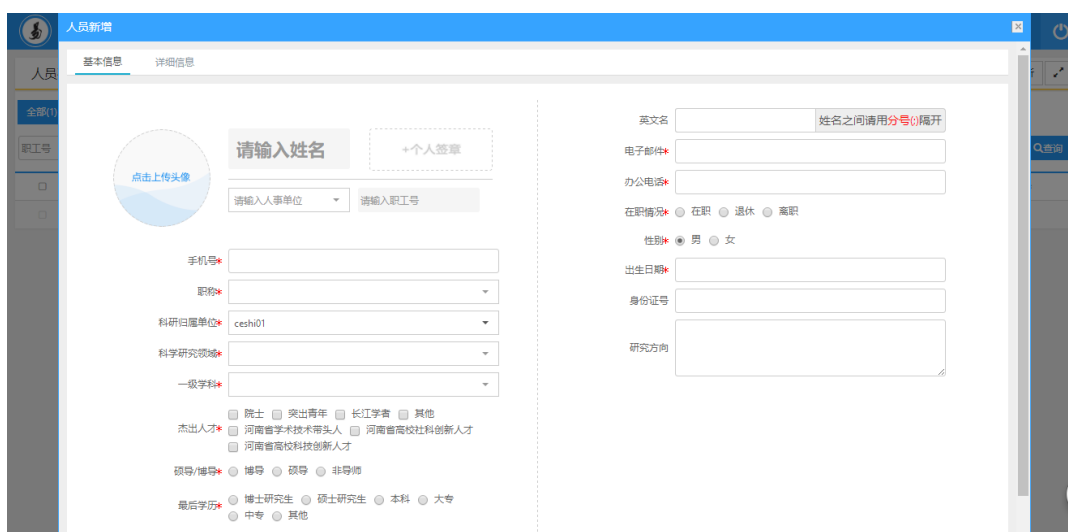 人员新增
基本信息 详细信息
人员
全部(1)
职工号
查询
点击上传头像
请输入姓名
+个人签章
请输入人事单位
请输入职工号
手机号*
职称*
科研归属单位* ceshi01
科学研究领域*
一级学科*
杰出人才* 院士 突出青年 长江学者 其他
河南省学术技术带头人 河南省高校社科创新人才
河南省高校科技创新人才
硕导/博导* 博导 硕导 非导师
最后学历* 博士研究生 硕士研究生 本科 大专
中专 其他
英文名 姓名之间请用分号(;)隔开
电子邮件*
办公电话*
在职情况* 在职 退休 离职
性别* 男 女
出生日期*
身份证号
研究方向